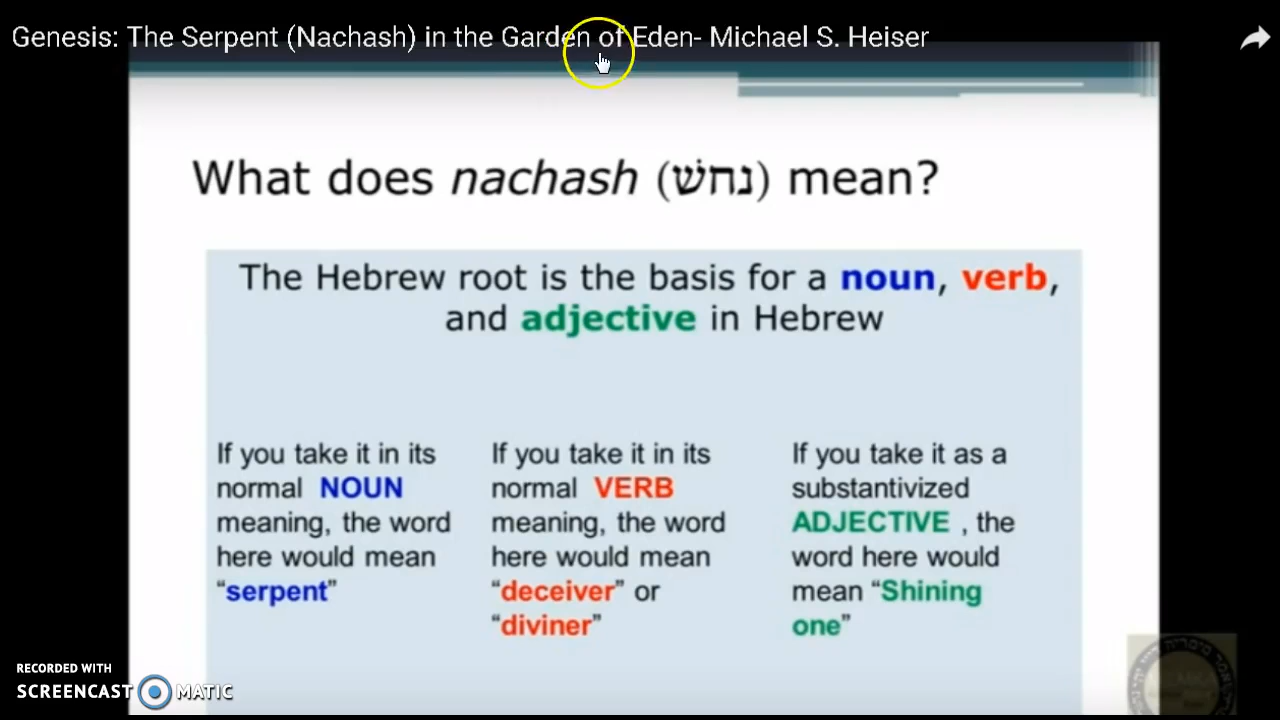 Genesis: The Serpent (Nachash) in the Garden of Eden- Michael S. Heiser
What does nachash (נחשׁ) mean?
The Hebrew root is the basis for a noun, verb,
and adjective in Hebrew
If you take it in its
normal NOUN
meaning, the word
here would mean
“serpent”
If you take it in its
normal VERB
meaning, the word
here would mean
“deceiver” or
“diviner”
If you take it as a
substantivized
ADJECTIVE , the
word here would
mean “Shining
one”
RECORDED WITH
SCREENCAST MATIC